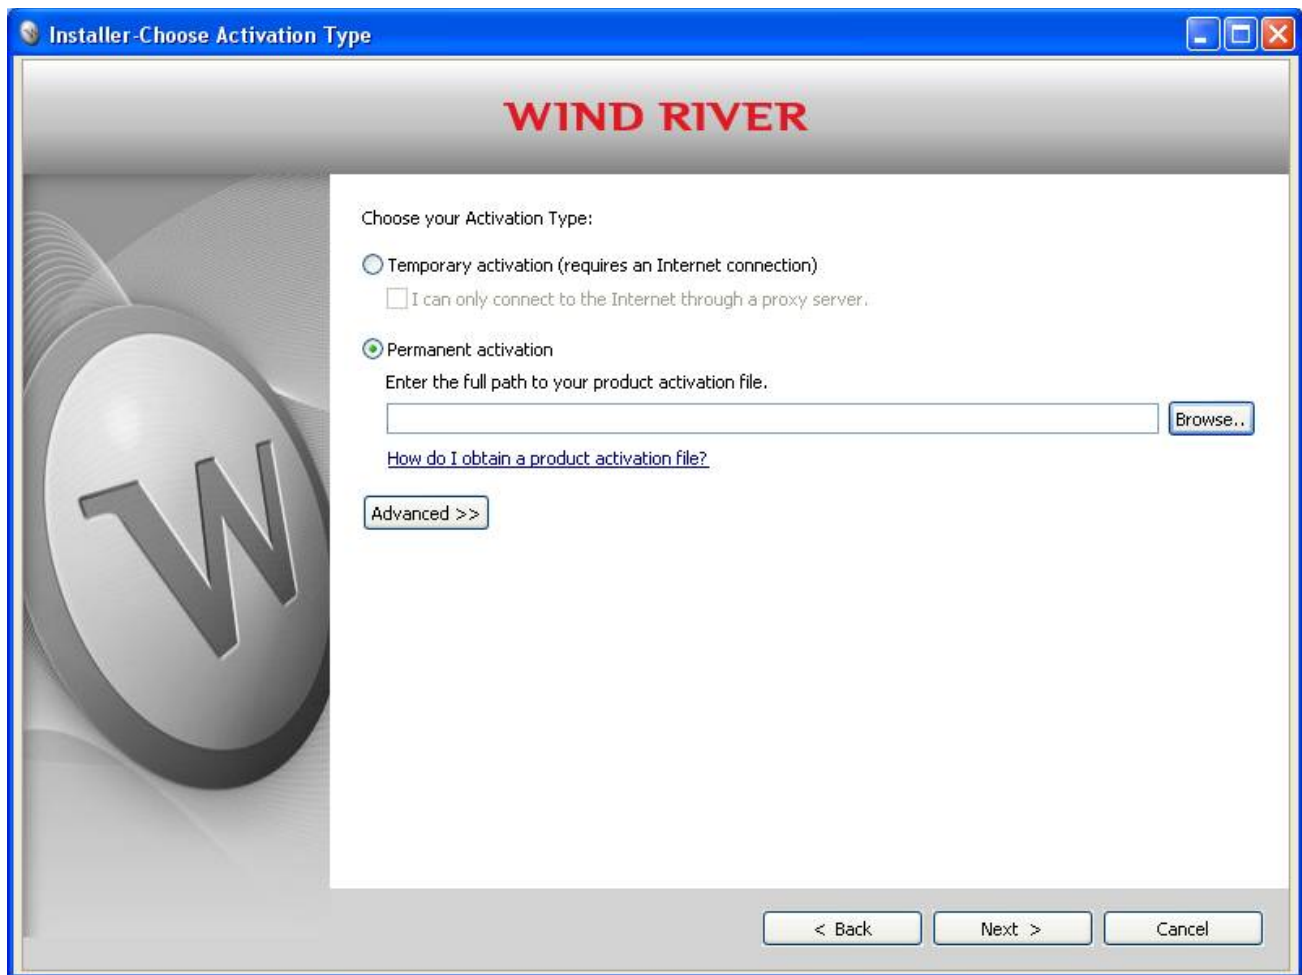 Installer-Choose Activation Type
WIND RIVER
Choose your Activation Type:
Temporary activation (requires an Internet connection)
I can only connect to the Internet through a proxy server.
Permanent activation
Enter the full path to your product activation file.
Browse..
How do I obtain a product activation file?
Advanced >>
W
< Back Next > Cancel